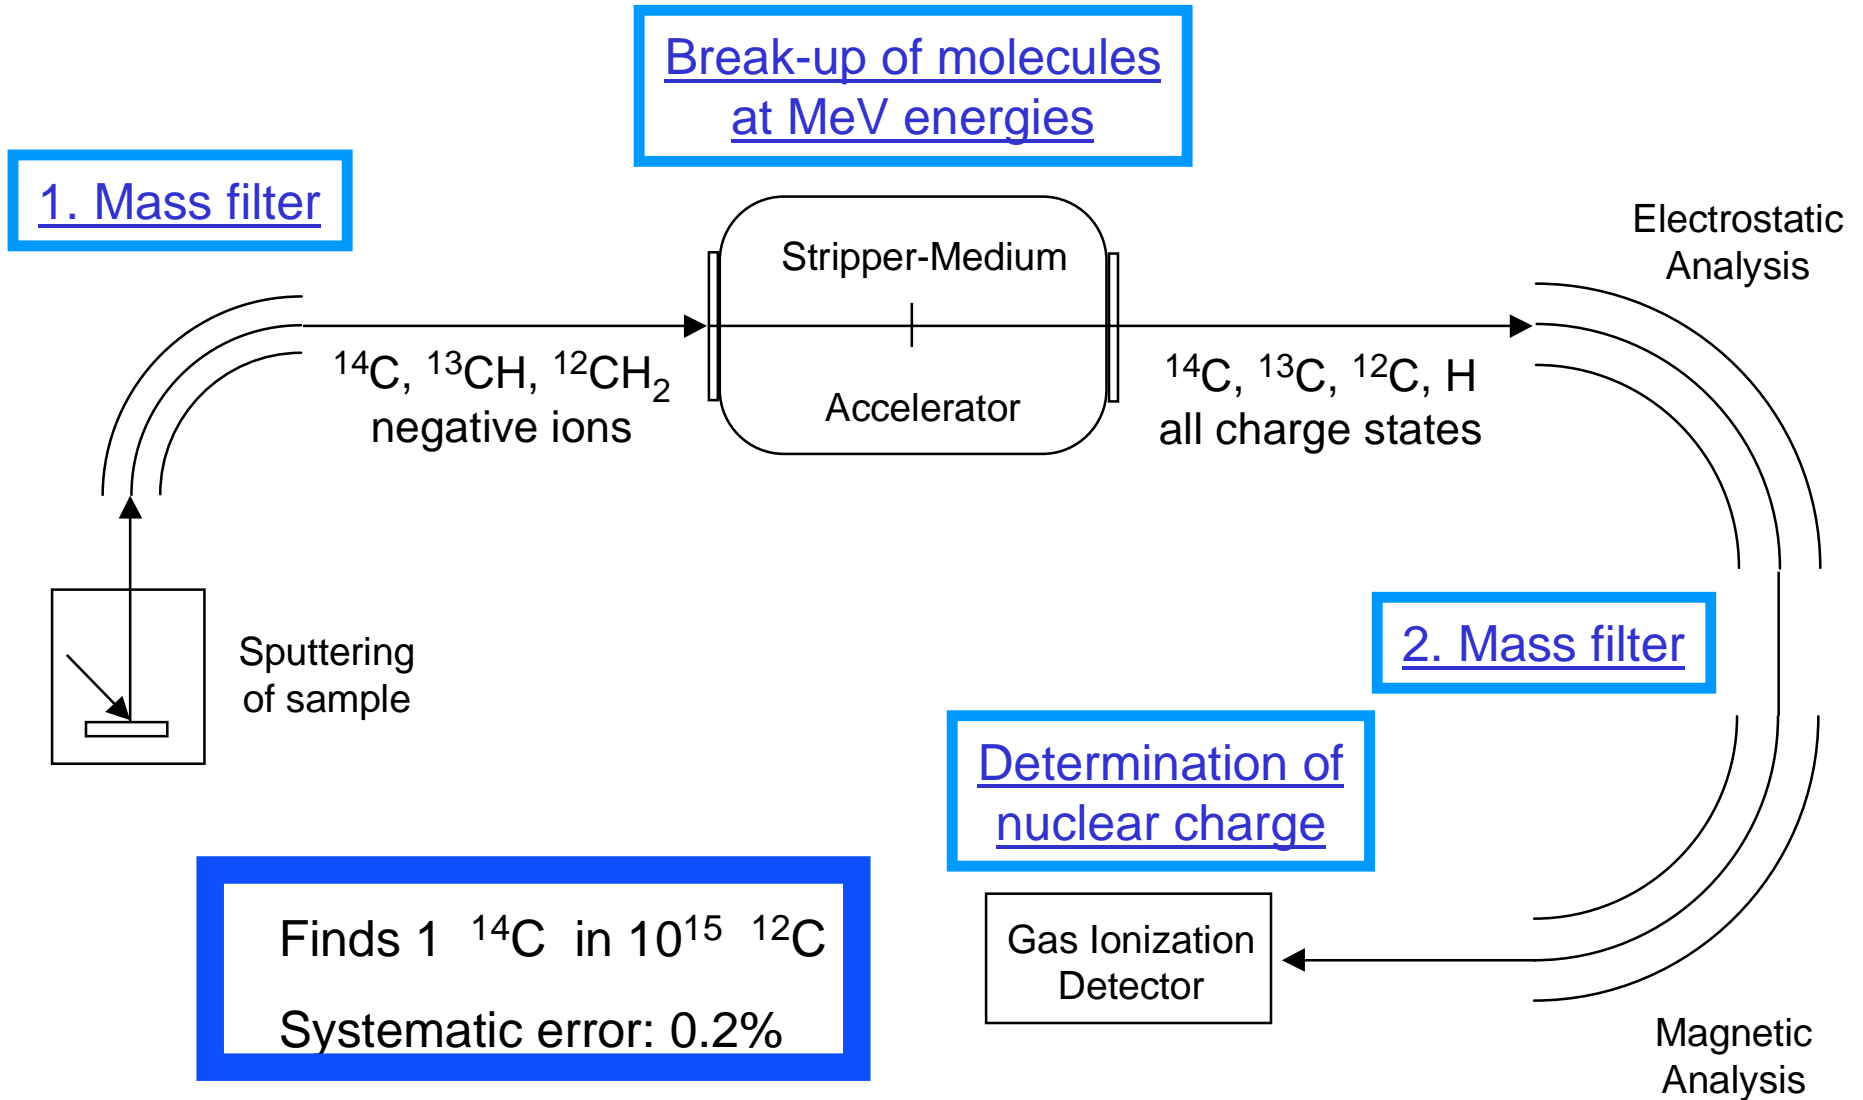 Break-up of molecules
at MeV energies
1. Mass filter
Stripper-Medium
Accelerator
Electrostatic
Analysis
¹⁴C, ¹³CH, ¹²CH₂
negative ions
¹⁴C, ¹³C, ¹²C, H
all charge states
Sputtering
of sample
2. Mass filter
Determination of
nuclear charge
Gas Ionization
Detector
Finds 1 ¹⁴C in 10¹⁵ ¹²C
Systematic error: 0.2%
Magnetic
Analysis